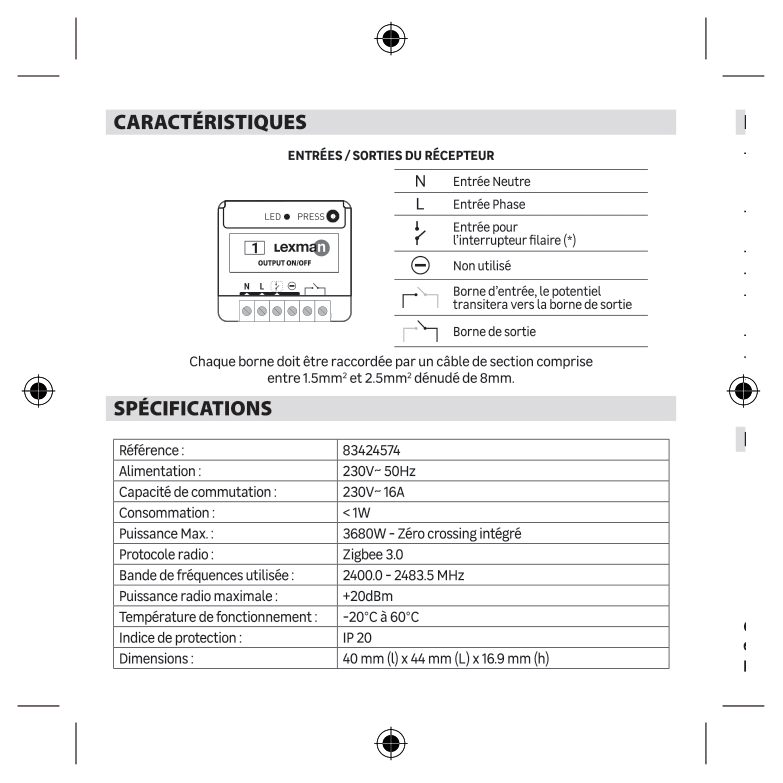 CARACTÉRISTIQUES
ENTRÉES / SORTIES DU RÉCEPTEUR
LED PRESS
1 Lexman
OUTPUT ON/OFF
N L
N Entrée Neutre
L Entrée Phase
Entrée pour
l'interrupteur filaire (*)
Non utilisé
Borne d'entrée, le potentiel
transitera vers la borne de sortie
Borne de sortie
Chaque borne doit être raccordée par un câble de section comprise
entre 1.5mm² et 2.5mm² dénudé de 8mm.
SPÉCIFICATIONS
Référence : 83424574
Alimentation : 230V~ 50Hz
Capacité de commutation : 230V~ 16A
Consommation : < 1W
Puissance Max. : 3680W - Zéro crossing intégré
Protocole radio : Zigbee 3.0
Bande de fréquences utilisée : 2400.0 - 2483.5 MHz
Puissance radio maximale : +20dBm
Température de fonctionnement : -20°C à 60°C
Indice de protection : IP 20
Dimensions : 40 mm (l) x 44 mm (L) x 16.9 mm (h)